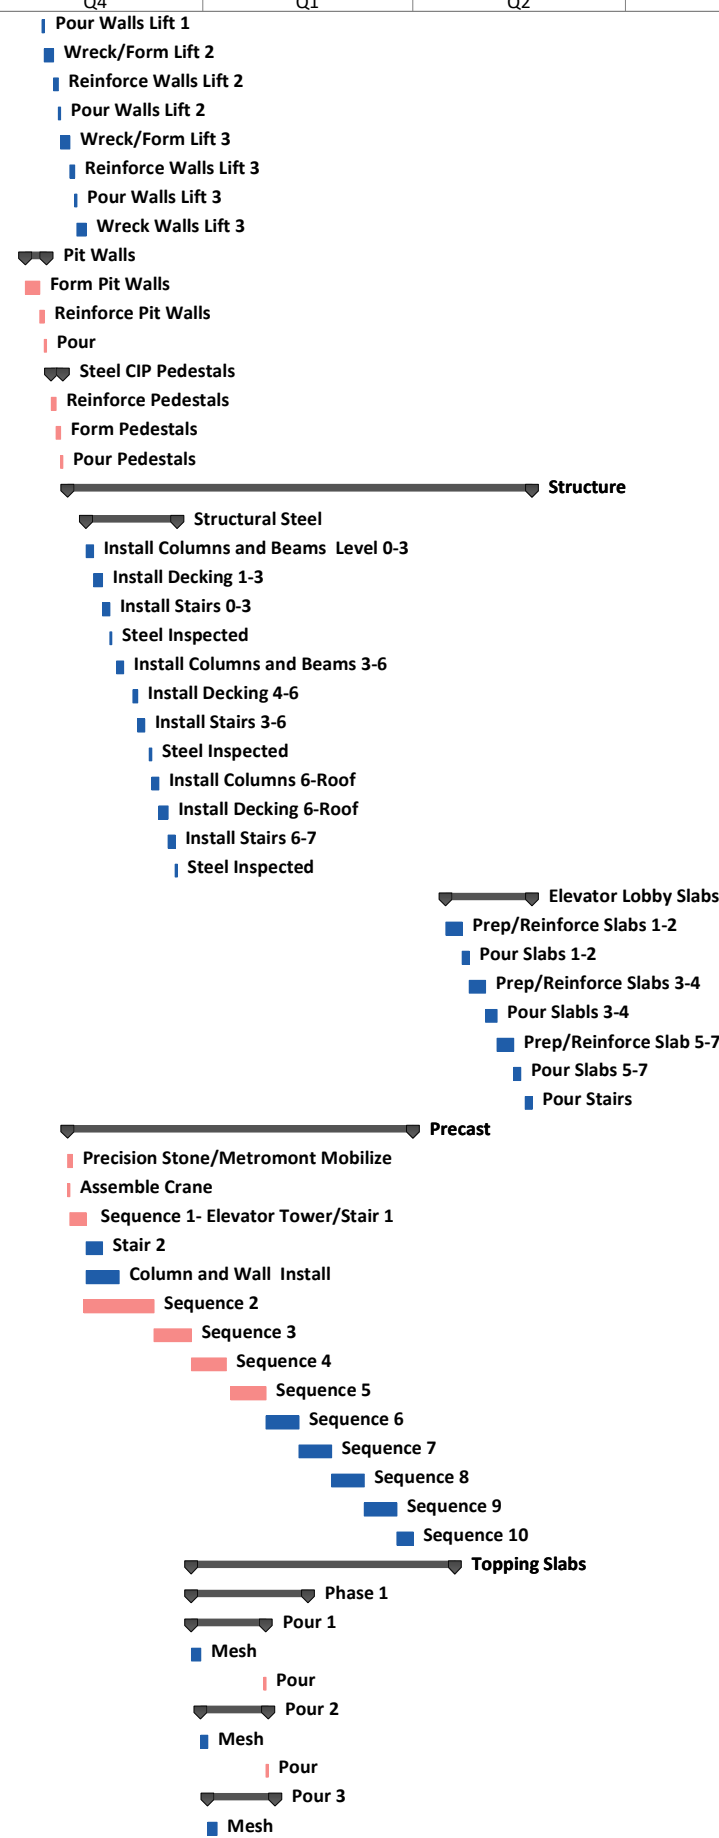 Q4 Q1 Q2
Pour Walls Lift 1
Wreck/Form Lift 2
Reinforce Walls Lift 2
Pour Walls Lift 2
Wreck/Form Lift 3
Reinforce Walls Lift 3
Pour Walls Lift 3
Wreck Walls Lift 3
Pit Walls
Form Pit Walls
Reinforce Pit Walls
Pour
Steel CIP Pedestals
Reinforce Pedestals
Form Pedestals
Pour Pedestals
Structure
Structural Steel
Install Columns and Beams Level 0-3
Install Decking 1-3
Install Stairs 0-3
Steel Inspected
Install Columns and Beams 3-6
Install Decking 4-6
Install Stairs 3-6
Steel Inspected
Install Columns 6-Roof
Install Decking 6-Roof
Install Stairs 6-7
Steel Inspected
Elevator Lobby Slabs
Prep/Reinforce Slabs 1-2
Pour Slabs 1-2
Prep/Reinforce Slabs 3-4
Pour Slabls 3-4
Prep/Reinforce Slab 5-7
Pour Slabs 5-7
Pour Stairs
Precast
Precision Stone/Metromont Mobilize
Assemble Crane
Sequence 1- Elevator Tower/Stair 1
Stair 2
Column and Wall Install
Sequence 2
Sequence 3
Sequence 4
Sequence 5
Sequence 6
Sequence 7
Sequence 8
Sequence 9
Sequence 10
Topping Slabs
Phase 1
Pour 1
Mesh
Pour
Pour 2
Mesh
Pour
Pour 3
Mesh